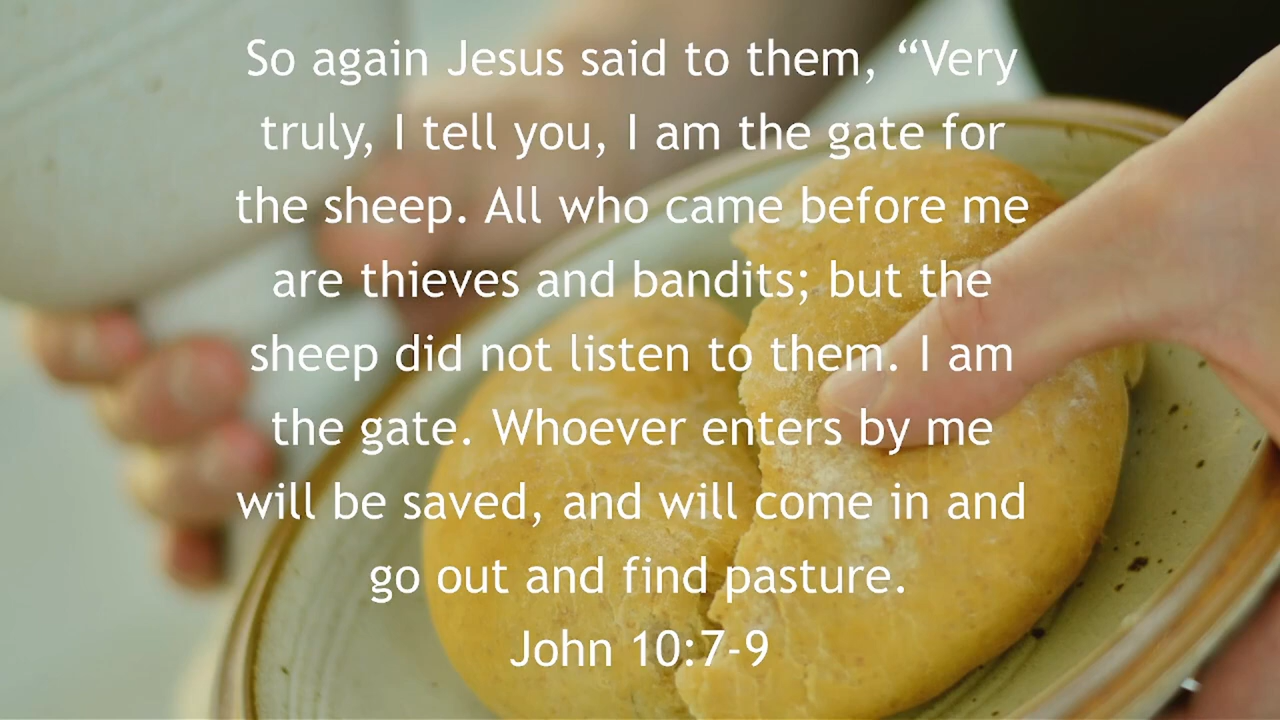 So again Jesus said to them, “Very
truly, I tell you, I am the gate for
the sheep. All who came before me
are thieves and bandits; but the
sheep did not listen to them. I am
the gate. Whoever enters by me
will be saved, and will come in and
go out and find pasture.
John 10:7-9